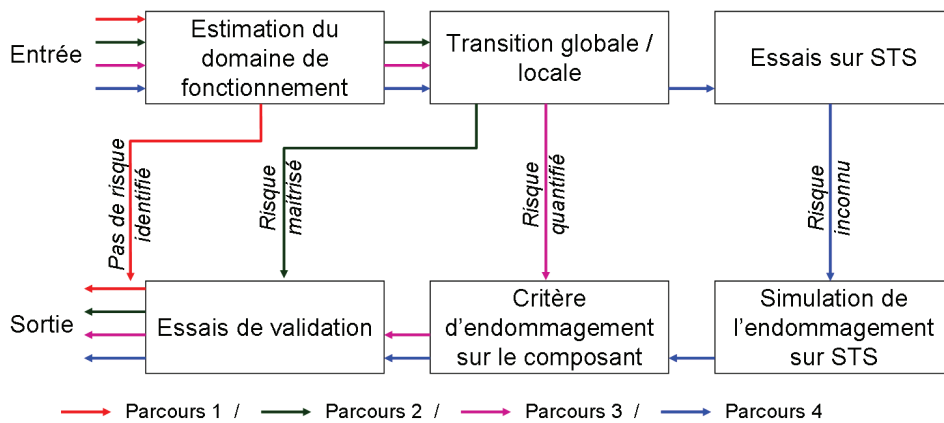 Entrée
Estimation du
domaine de
fonctionnement
Transition globale /
locale
Essais sur STS
Pas de risque
identifié
Risque
maitrisé
Risque
quantifié
Risque
inconnu
Sortie
Essais de validation
Critère
d'endommagement
sur le composant
Simulation de
l'endommagement
sur STS
Parcours 1 / Parcours 2 / Parcours 3 / Parcours 4